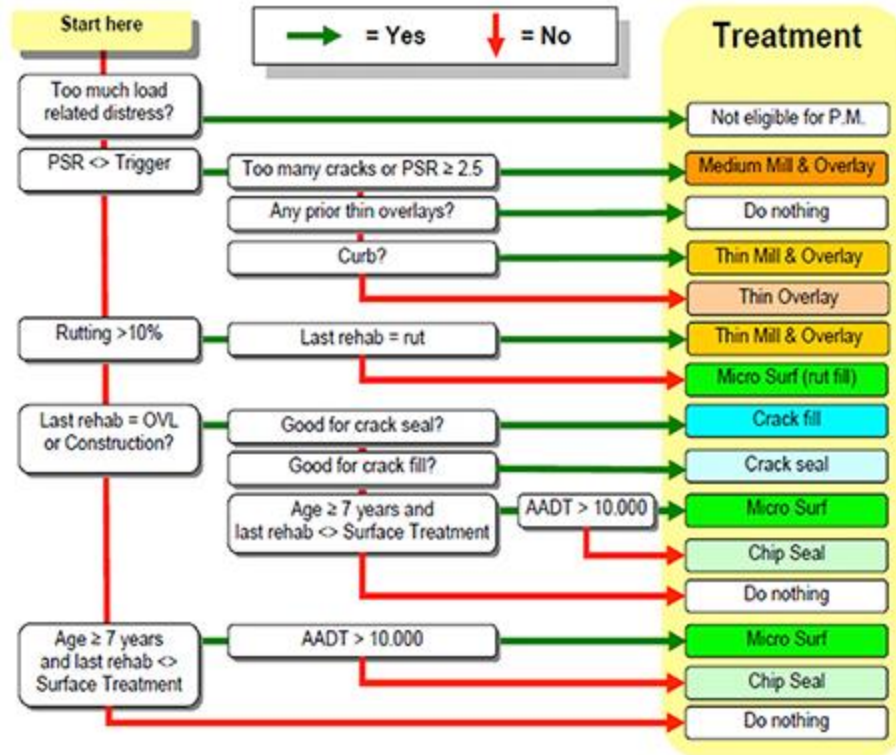 Start here
= Yes
= No
Treatment
Too much load
related distress?
Not eligible for P.M.
PSR <> Trigger
Too many cracks or PSR ≥ 2.5
Medium Mill & Overlay
Any prior thin overlays?
Do nothing
Curb?
Thin Mill & Overlay
Thin Overlay
Rutting >10%
Last rehab = rut
Thin Mill & Overlay
Micro Surf (rut fill)
Last rehab = OVL
or Construction?
Good for crack seal?
Crack fill
Good for crack fill?
Crack seal
Age ≥ 7 years and
last rehab <> Surface Treatment
AADT > 10.000
Micro Surf
Chip Seal
Do nothing
Age ≥ 7 years
and last rehab <>
Surface Treatment
AADT > 10.000
Micro Surf
Chip Seal
Do nothing